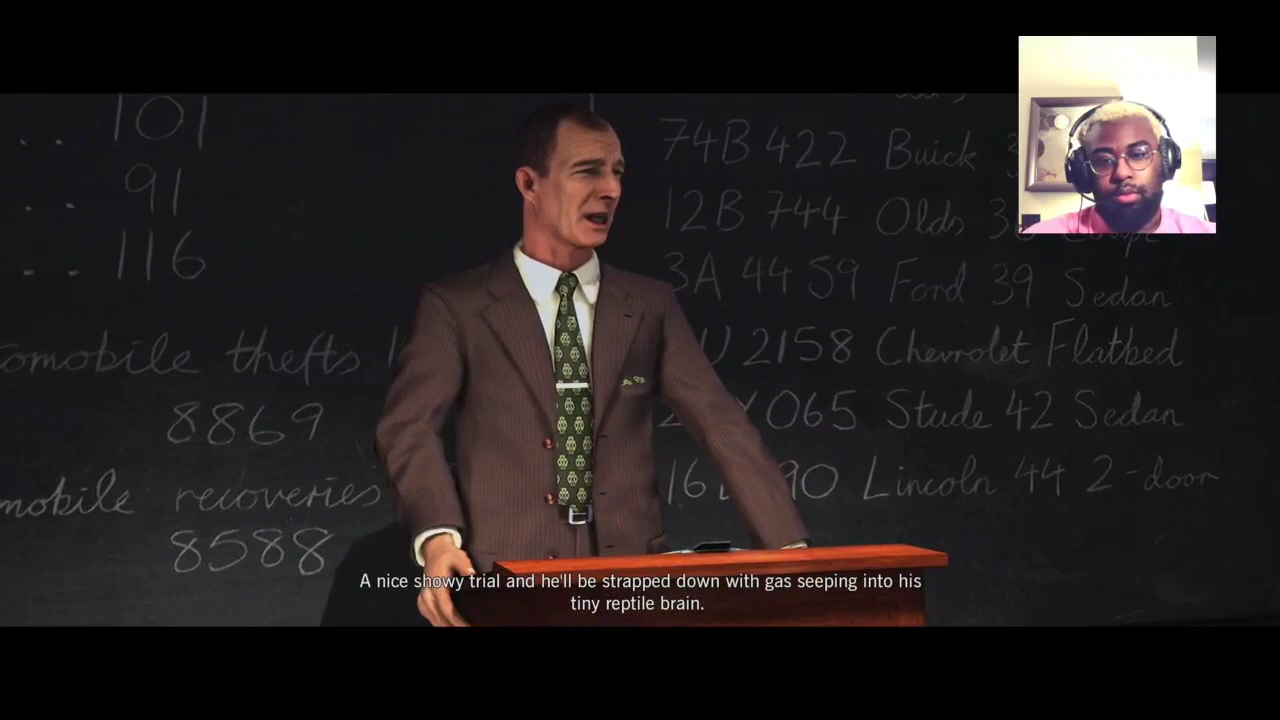 .. 101
91
.. 116
tomobile thefts
8869
mobile recoveries
8588
74B 422 Buick
12B 744 Olds
3A 44 59 Ford 39 Sedan
U 2158 Chevrolet Flatbed
065 Stude 42 Sedan
16 90 Lincoln 44 2-door
A nice showy trial and he'll be strapped down with gas seeping into his
tiny reptile brain.